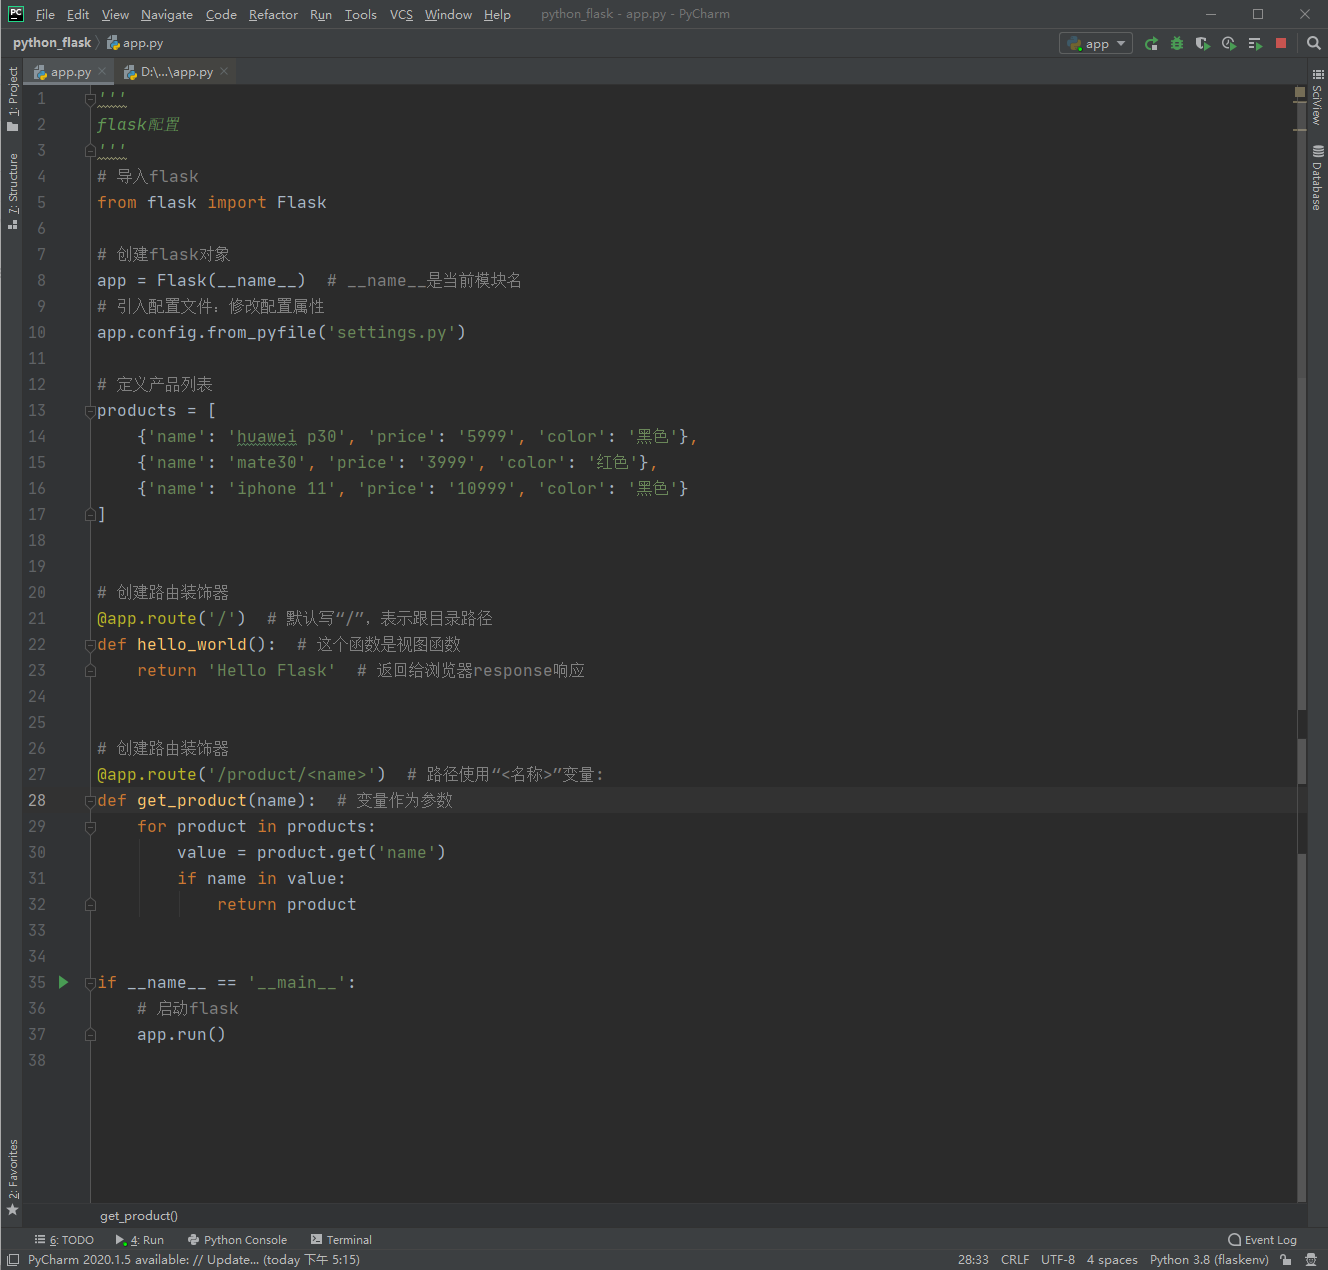 File Edit View Navigate Code Refactor Run Tools VCS Window Help python_flask - app.py - PyCharm
python_flask app.py app
app.py D:\...\app.py
1: Project
7: Structure
2: Favorites
SciView
Database
1 '''
2 flask配置
3 '''
4 # 导入flask
5 from flask import Flask
6
7 # 创建flask对象
8 app = Flask(__name__)  # __name__是当前模块名
9 # 引入配置文件：修改配置属性
10 app.config.from_pyfile('settings.py')
11
12 # 定义产品列表
13 products = [
14     {'name': 'huawei p30', 'price': '5999', 'color': '黑色'},
15     {'name': 'mate30', 'price': '3999', 'color': '红色'},
16     {'name': 'iphone 11', 'price': '10999', 'color': '黑色'}
17 ]
18
19
20 # 创建路由装饰器
21 @app.route('/')  # 默认写“/”，表示跟目录路径
22 def hello_world():  # 这个函数是视图函数
23     return 'Hello Flask'  # 返回给浏览器response响应
24
25
26 # 创建路由装饰器
27 @app.route('/product/<name>')  # 路径使用“<名称>”变量：
28 def get_product(name):  # 变量作为参数
29     for product in products:
30         value = product.get('name')
31         if name in value:
32             return product
33
34
35 if __name__ == '__main__':
36     # 启动flask
37     app.run()
38
get_product()
6: TODO 4: Run Python Console Terminal Event Log
PyCharm 2020.1.5 available: // Update... (today 下午 5:15) 28:33 CRLF UTF-8 4 spaces Python 3.8 (flaskenv)